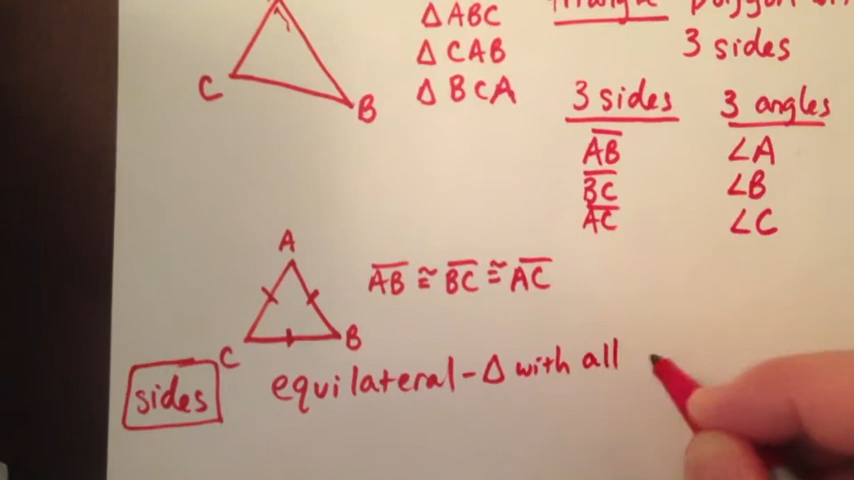 △ABC
3 sides
△CAB
△BCA
C
B
3 sides
3 angles
AB
∠A
BC
∠B
AC
∠C
A
AB ≅ BC ≅ AC
C
B
sides
equilateral - △ with all